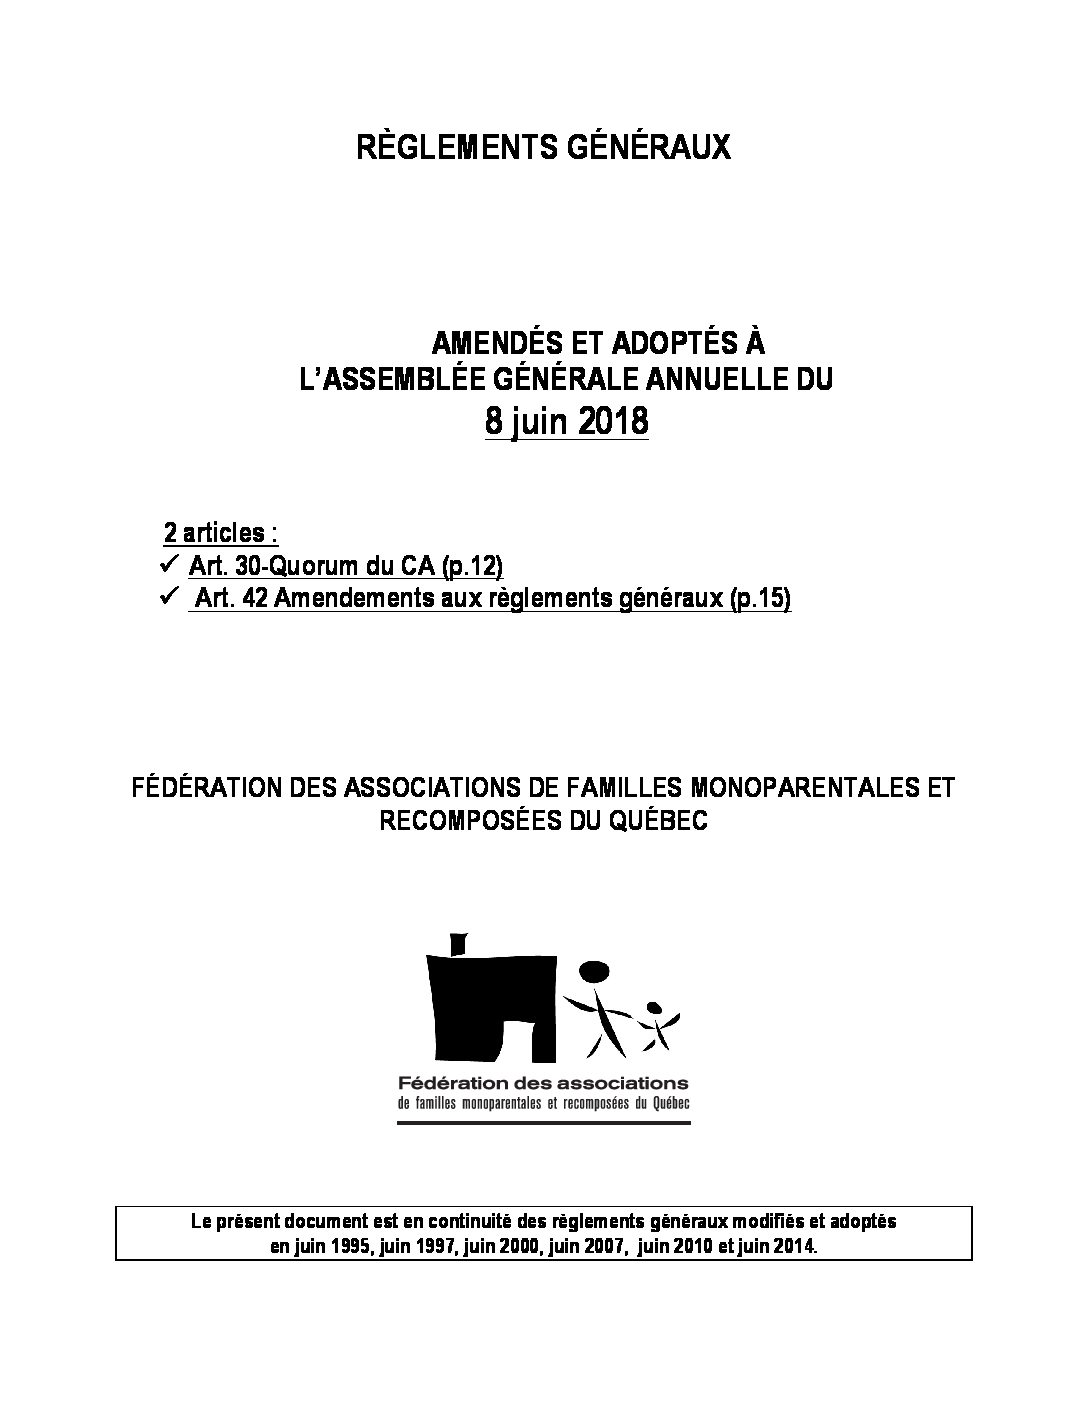 RÈGLEMENTS GÉNÉRAUX
AMENDÉS ET ADOPTÉS À
L’ASSEMBLÉE GÉNÉRALE ANNUELLE DU
8 juin 2018
2 articles :
✓ Art. 30-Quorum du CA (p.12)
✓ Art. 42 Amendements aux règlements généraux (p.15)
FÉDÉRATION DES ASSOCIATIONS DE FAMILLES MONOPARENTALES ET
RECOMPOSÉES DU QUÉBEC
Fédération des associations
de familles monoparentales et recomposées du Québec
Le présent document est en continuité des règlements généraux modifiés et adoptés
en juin 1995, juin 1997, juin 2000, juin 2007, juin 2010 et juin 2014.